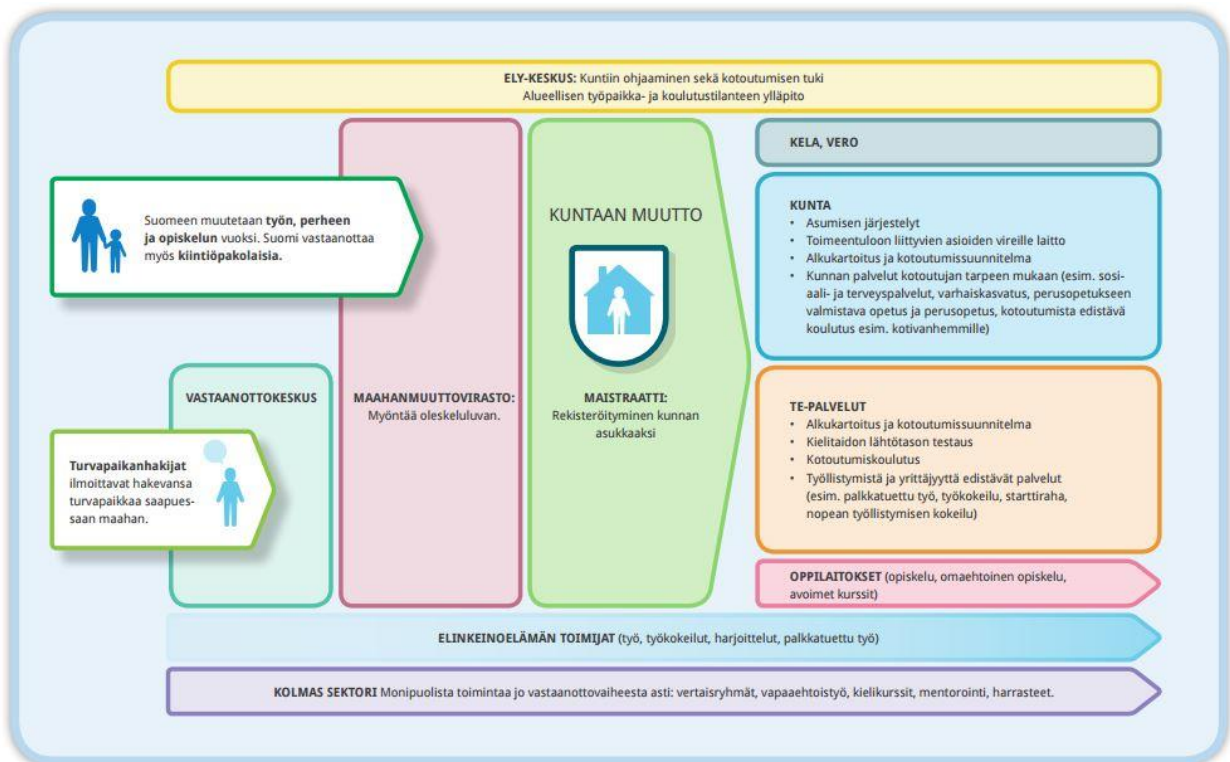 ELY-KESKUS: Kuntiin ohjaaminen sekä kotoutumisen tuki
Alueellisen työpaikka- ja koulutustilanteen ylläpito
Suomeen muutetaan työn, perheen
ja opiskelun vuoksi. Suomi vastaanottaa
myös kiintiöpakolaisia.
VASTAANOTTOKESKUS
Turvapaikanhakijat
ilmoittavat hakevansa
turvapaikkaa saapues-
saan maahan.
MAAHANMUUTTOVIRASTO:
Myöntää oleskeluluvan.
KUNTAAN MUUTTO
MAISTRAATTI:
Rekisteröityminen kunnan
asukkaaksi
KELA, VERO
KUNTA
• Asumisen järjestelyt
• Toimeentuloon liittyvien asioiden vireille laitto
• Alkukartoitus ja kotoutumissuunnitelma
• Kunnan palvelut kotoutujan tarpeen mukaan (esim. sosi-
aali- ja terveyspalvelut, varhaiskasvatus, perusopetukseen
valmistava opetus ja perusopetus, kotoutumista edistävä
koulutus esim. kotivanhemmille)
TE-PALVELUT
• Alkukartoitus ja kotoutumissuunnitelma
• Kielitaidon lähtötason testaus
• Kotoutumiskoulutus
• Työllistymistä ja yrittäjyyttä edistävät palvelut
(esim. palkkatuettu työ, työkokeilu, starttiraha,
nopean työllistymisen kokeilu)
OPPILAITOKSET (opiskelu, omaehtoinen opiskelu,
avoimet kurssit)
ELINKEINOELÄMÄN TOIMIJAT (työ, työkokeilut, harjoittelut, palkkatuettu työ)
KOLMAS SEKTORI Monipuolista toimintaa jo vastaanottovaiheesta asti: vertaisryhmät, vapaaehtoistyö, kielikurssit, mentorointi, harrasteet.